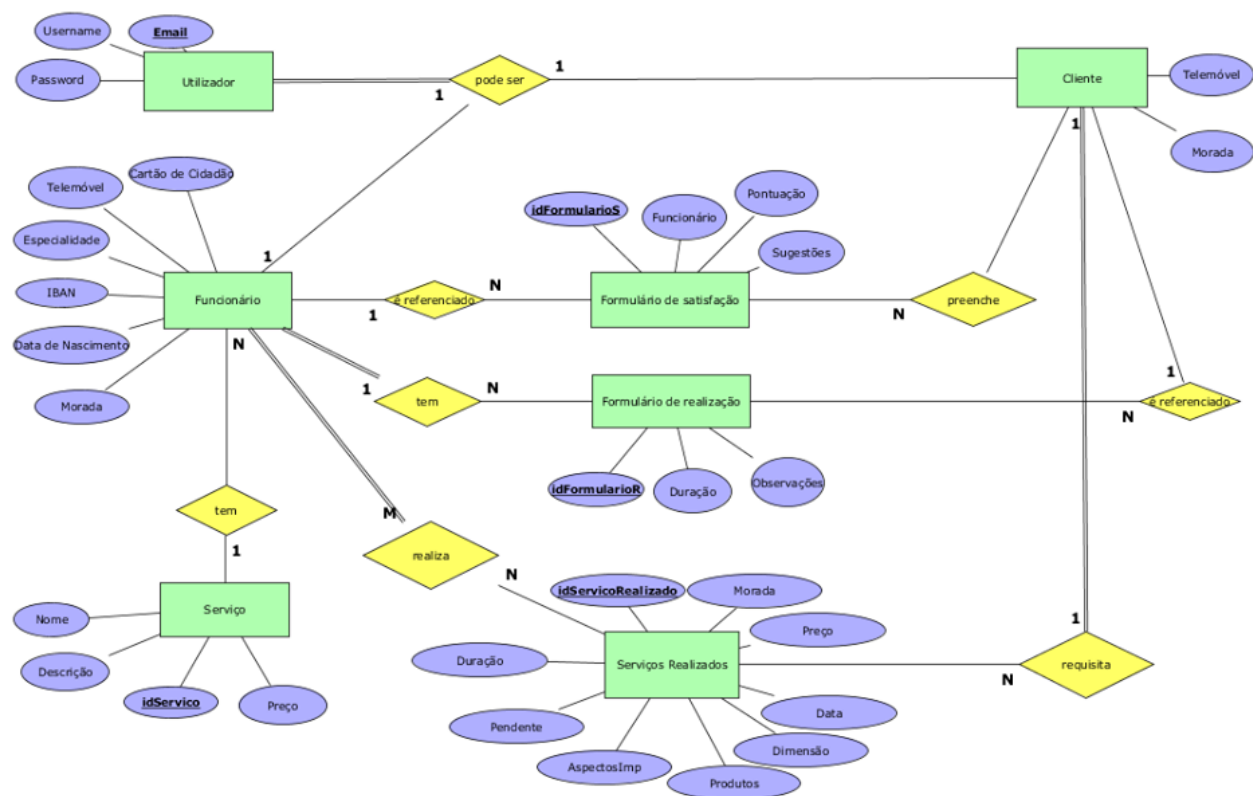 Username
Email
Password
Utilizador
1
pode ser
1
Cliente
Telemóvel
1
Morada
Cartão de Cidadão
Telemóvel
Especialidade
IBAN
Data de Nascimento
Morada
1
Funcionário
N
1
é referenciado
N
idFormularioS
Funcionário
Pontuação
Sugestões
Formulário de satisfação
N
preenche
1
tem
N
Formulário de realização
N
1
é referenciado
idFormularioR
Duração
Observações
tem
1
M
realiza
N
Serviço
Nome
Descrição
idServico
Preço
idServicoRealizado
Morada
Preço
Duração
Serviços Realizados
N
1
requisita
Pendente
Data
Dimensão
AspectosImp
Produtos